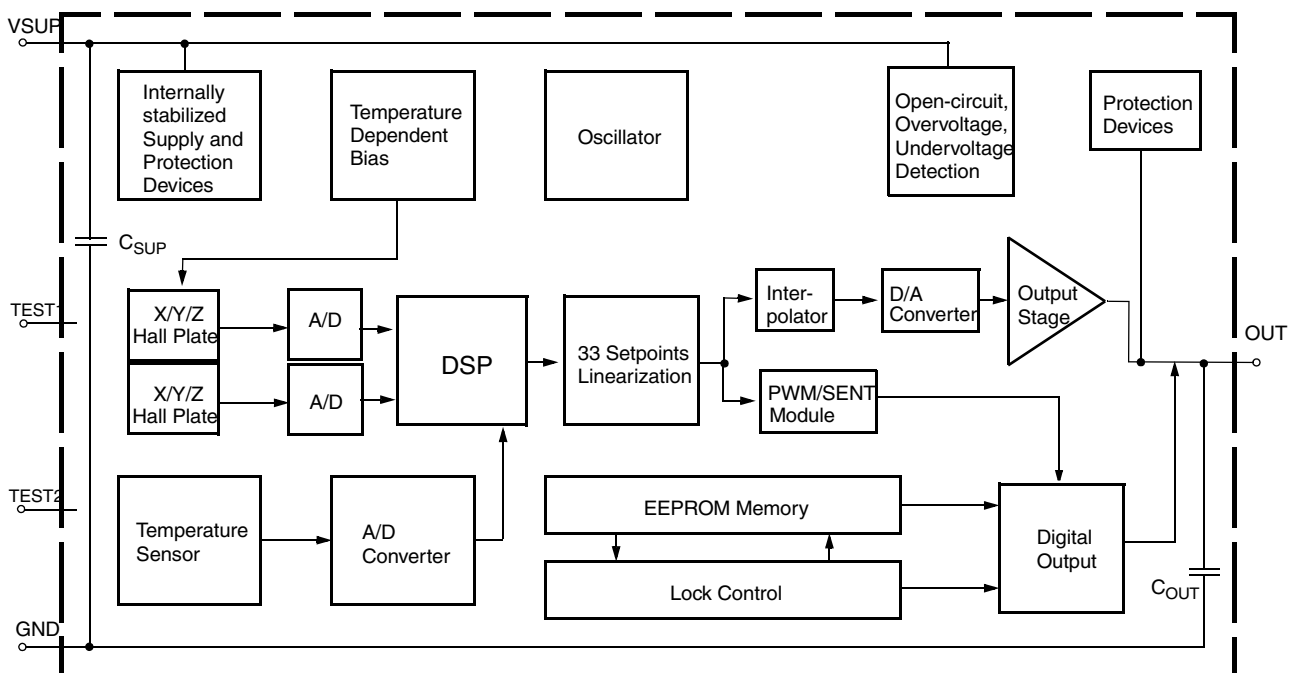 VSUP
Internally
stabilized
Supply and
Protection
Devices
Temperature
Dependent
Bias
Oscillator
Open-circuit,
Overvoltage,
Undervoltage
Detection
Protection
Devices
CSUP
TEST1
X/Y/Z
Hall Plate
A/D
DSP
33 Setpoints
Linearization
Inter-
polator
D/A
Converter
Output
Stage
OUT
X/Y/Z
Hall Plate
A/D
PWM/SENT
Module
TEST2
Temperature
Sensor
A/D
Converter
EEPROM Memory
Lock Control
Digital
Output
COUT
GND